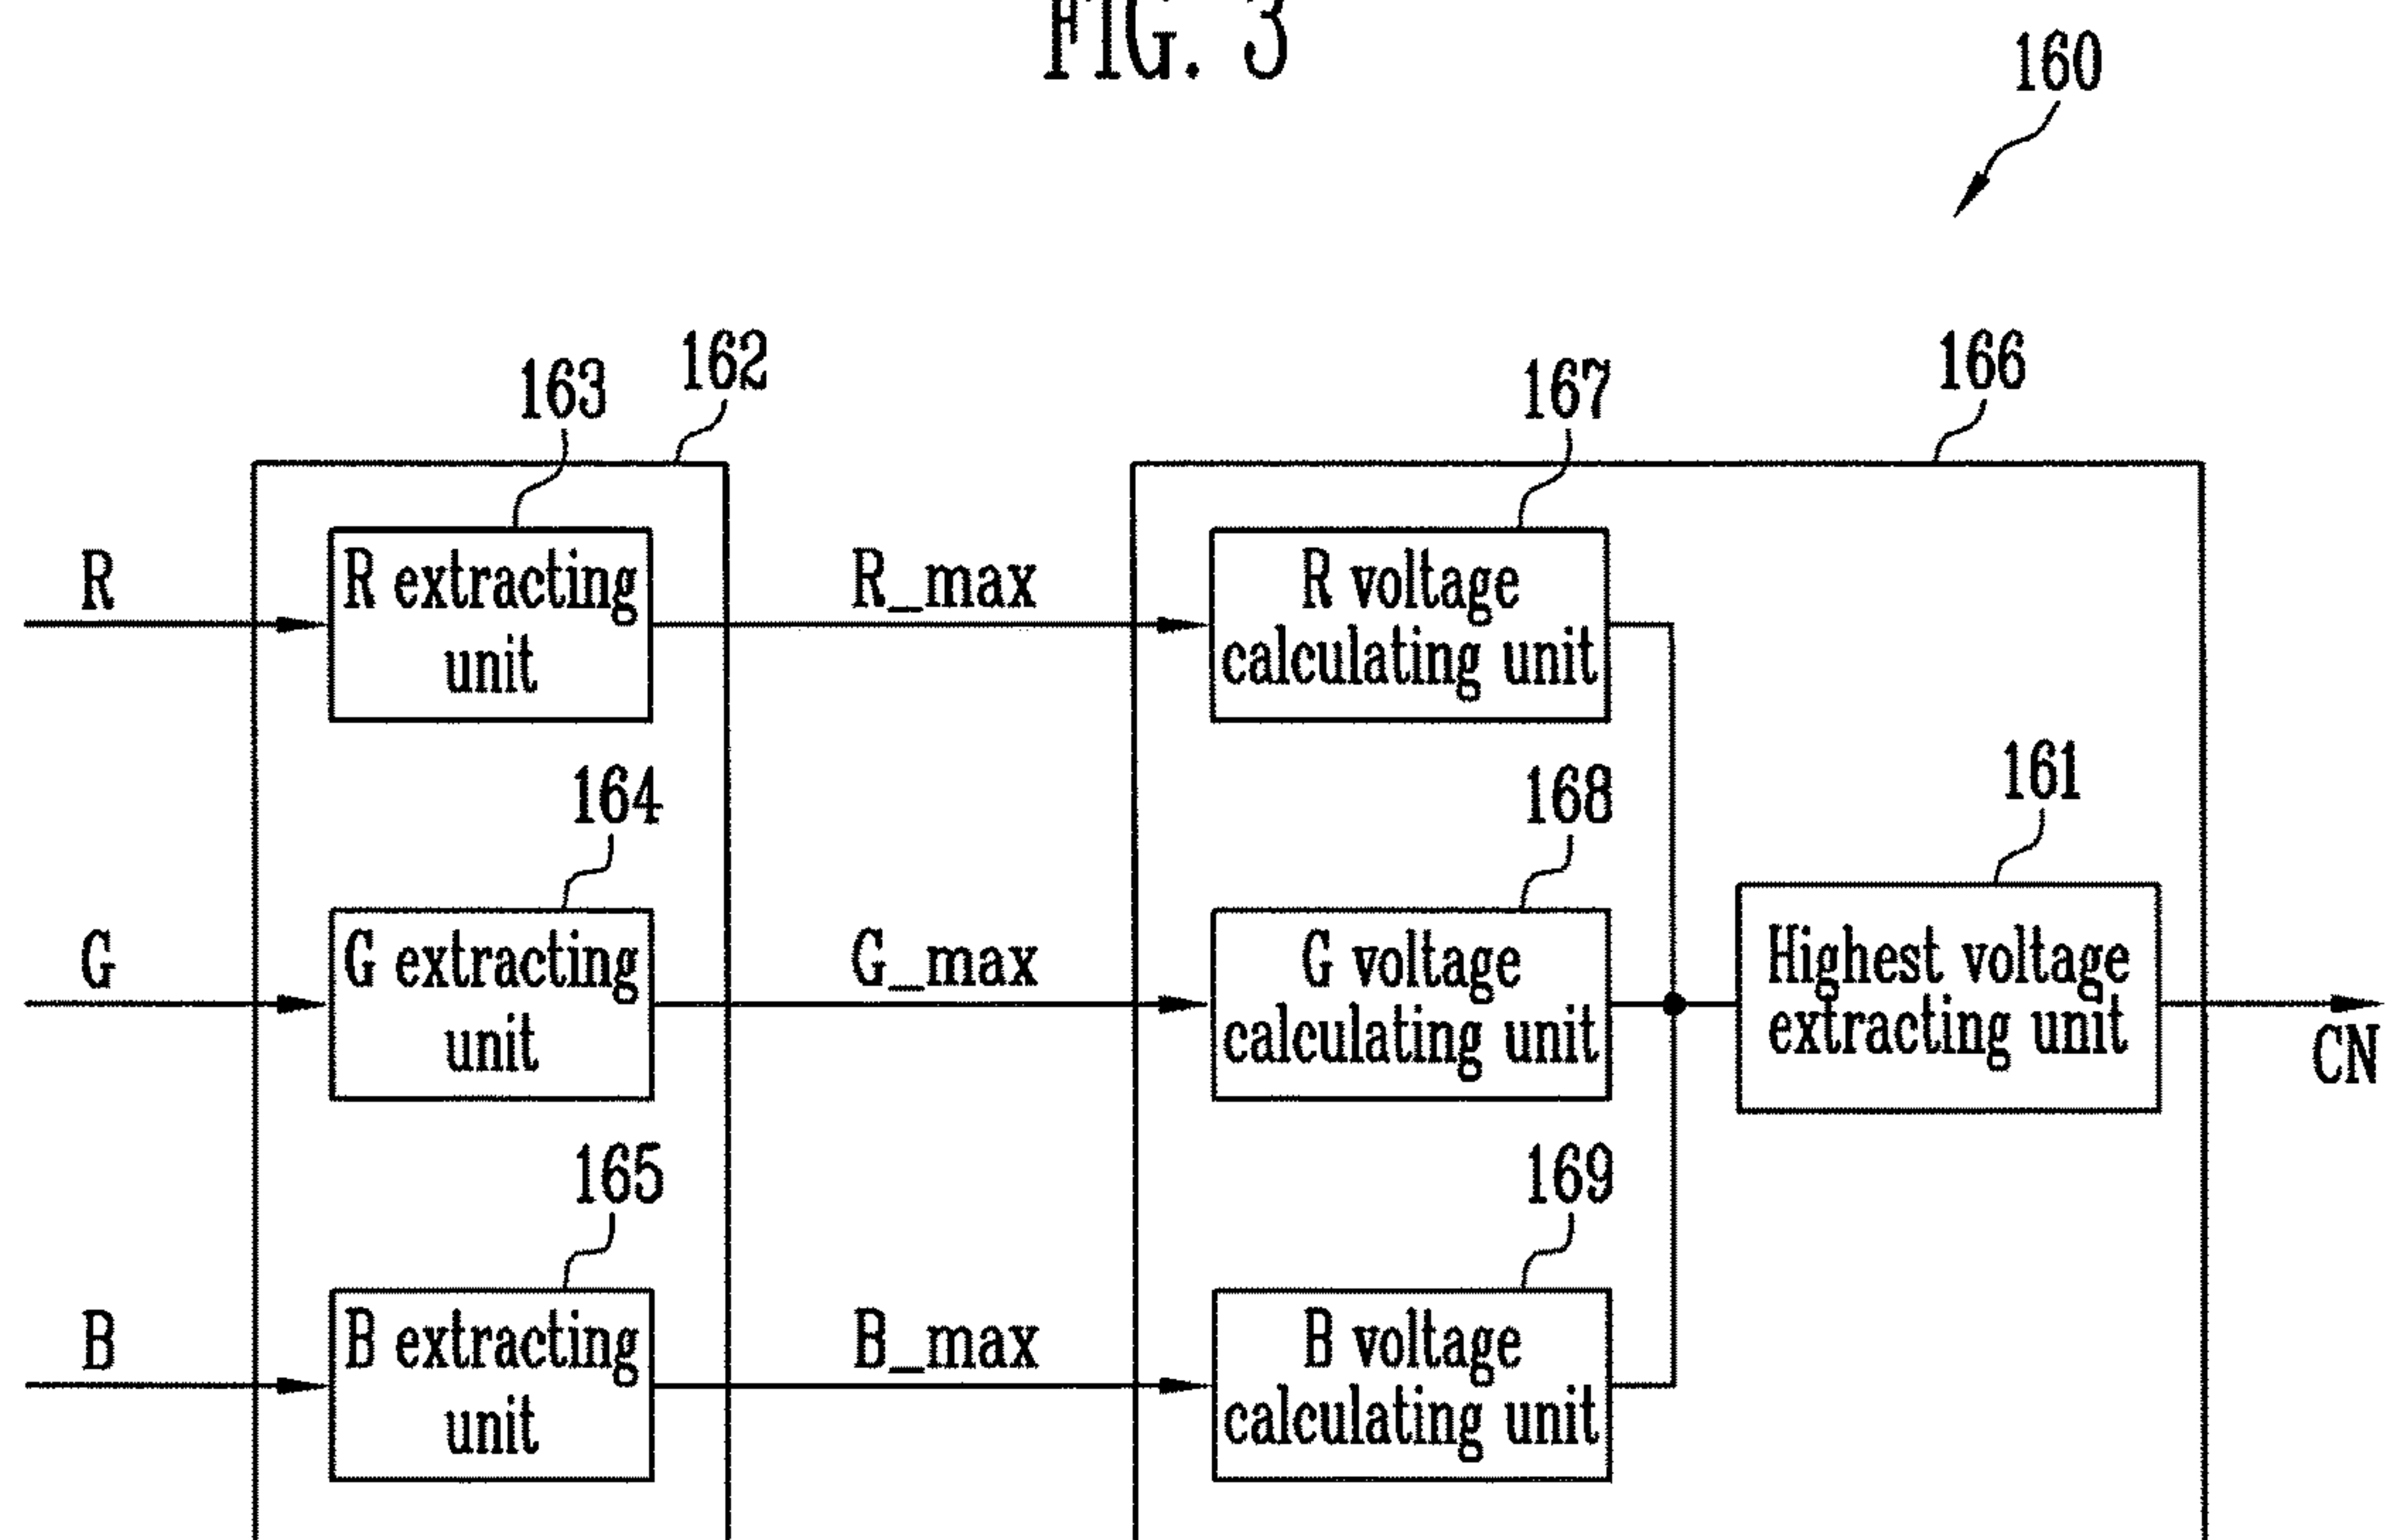 FIG. 3
160
162
163
166
167
R
R extracting
unit
R_max
R voltage
calculating unit
164
168
161
G
G extracting
unit
G_max
G voltage
calculating unit
Highest voltage
extracting unit
CN
165
169
B
B extracting
unit
B_max
B voltage
calculating unit